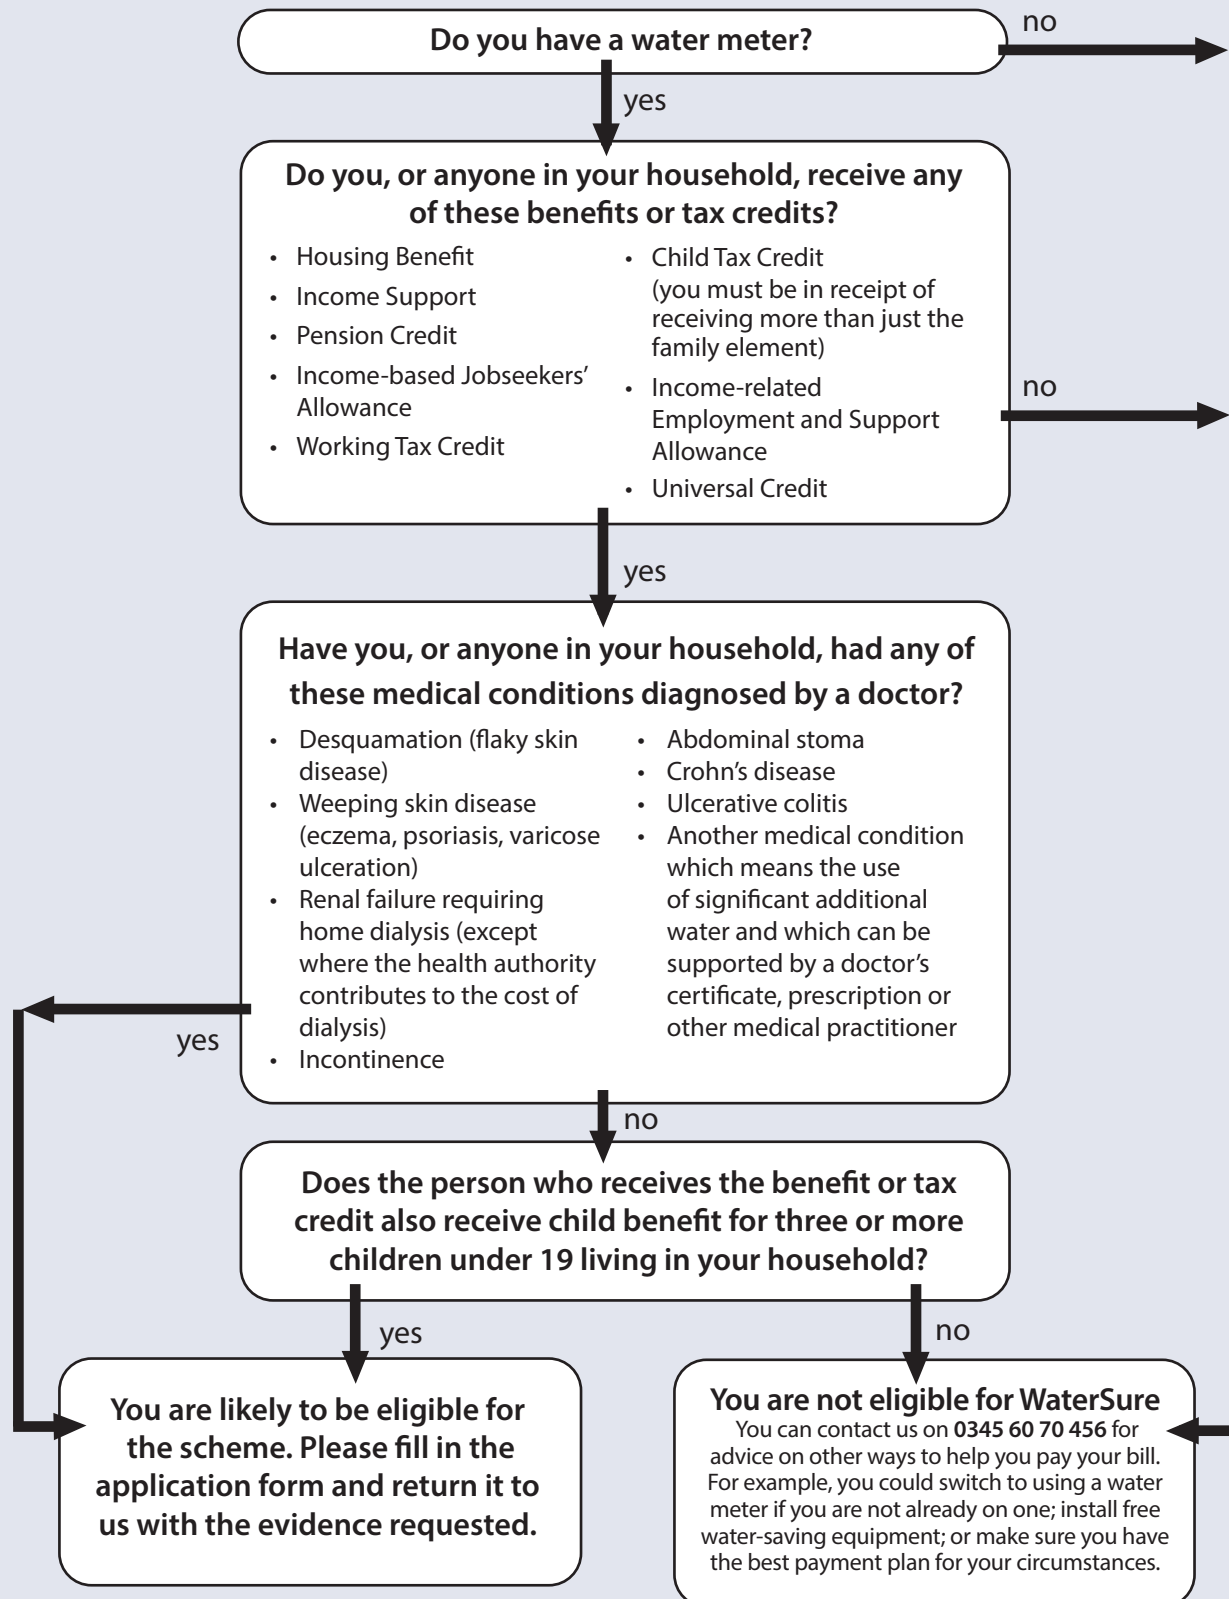 Do you have a water meter?
no
yes
Do you, or anyone in your household, receive any
of these benefits or tax credits?
• Housing Benefit
• Income Support
• Pension Credit
• Income-based Jobseekers’
Allowance
• Working Tax Credit
• Child Tax Credit
(you must be in receipt of
receiving more than just the
family element)
• Income-related
Employment and Support
Allowance
• Universal Credit
no
yes
Have you, or anyone in your household, had any of
these medical conditions diagnosed by a doctor?
• Desquamation (flaky skin
disease)
• Weeping skin disease
(eczema, psoriasis, varicose
ulceration)
• Renal failure requiring
home dialysis (except
where the health authority
contributes to the cost of
dialysis)
• Incontinence
• Abdominal stoma
• Crohn’s disease
• Ulcerative colitis
• Another medical condition
which means the use
of significant additional
water and which can be
supported by a doctor’s
certificate, prescription or
other medical practitioner
yes
no
Does the person who receives the benefit or tax
credit also receive child benefit for three or more
children under 19 living in your household?
yes
no
You are likely to be eligible for
the scheme. Please fill in the
application form and return it to
us with the evidence requested.
You are not eligible for WaterSure
You can contact us on 0345 60 70 456 for
advice on other ways to help you pay your bill.
For example, you could switch to using a water
meter if you are not already on one; install free
water-saving equipment; or make sure you have
the best payment plan for your circumstances.